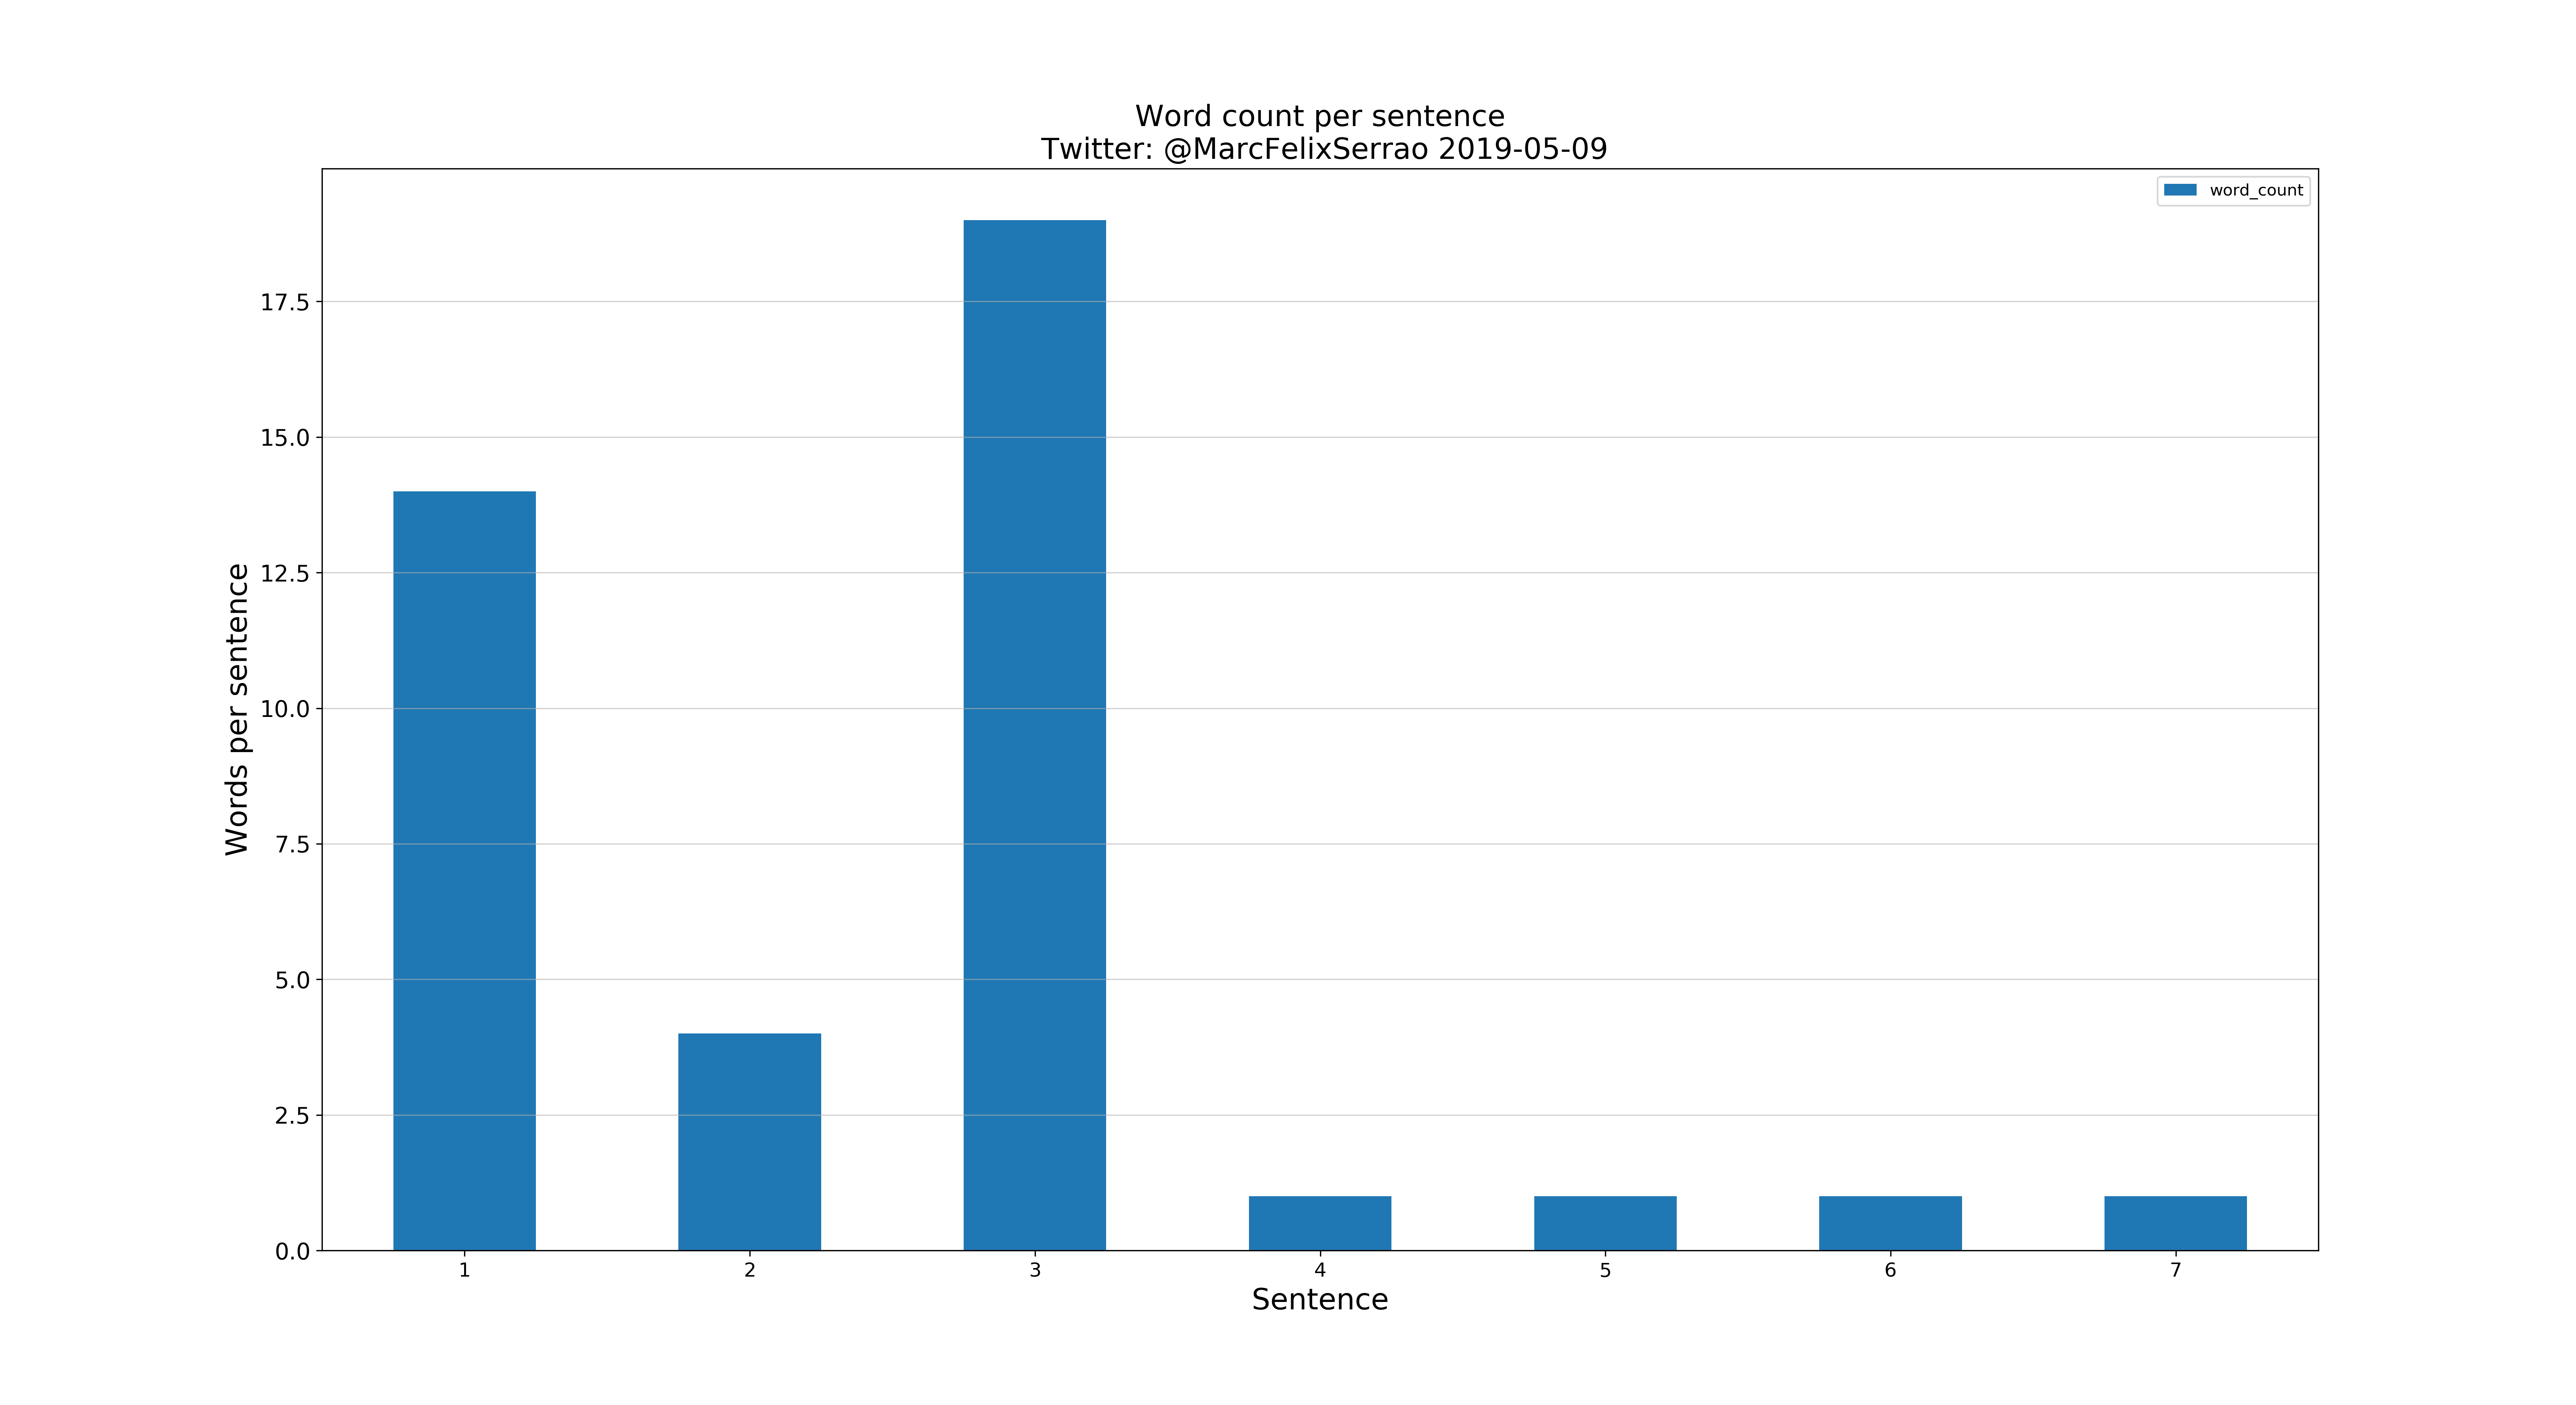 Word count per sentence
Twitter: @MarcFelixSerrao 2019-05-09
word_count
17.5
15.0
12.5
10.0
7.5
5.0
2.5
0.0
Words per sentence
1 2 3 4 5 6 7
Sentence